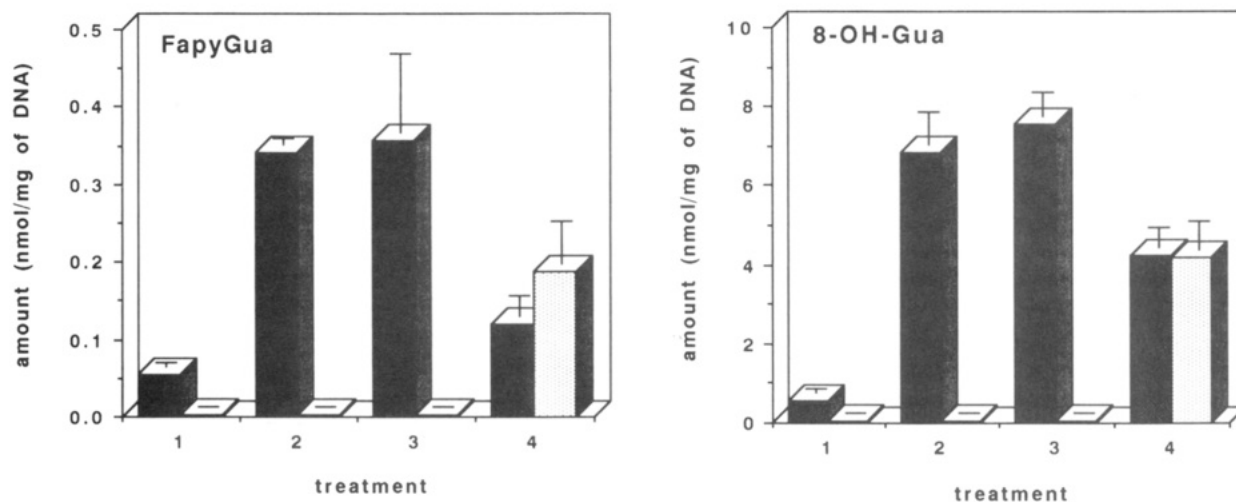 FapyGua
amount (nmol/mg of DNA)
0.5
0.4
0.3
0.2
0.1
0.0
1 2 3 4
treatment
8-OH-Gua
amount (nmol/mg of DNA)
10
8
6
4
2
0
1 2 3 4
treatment